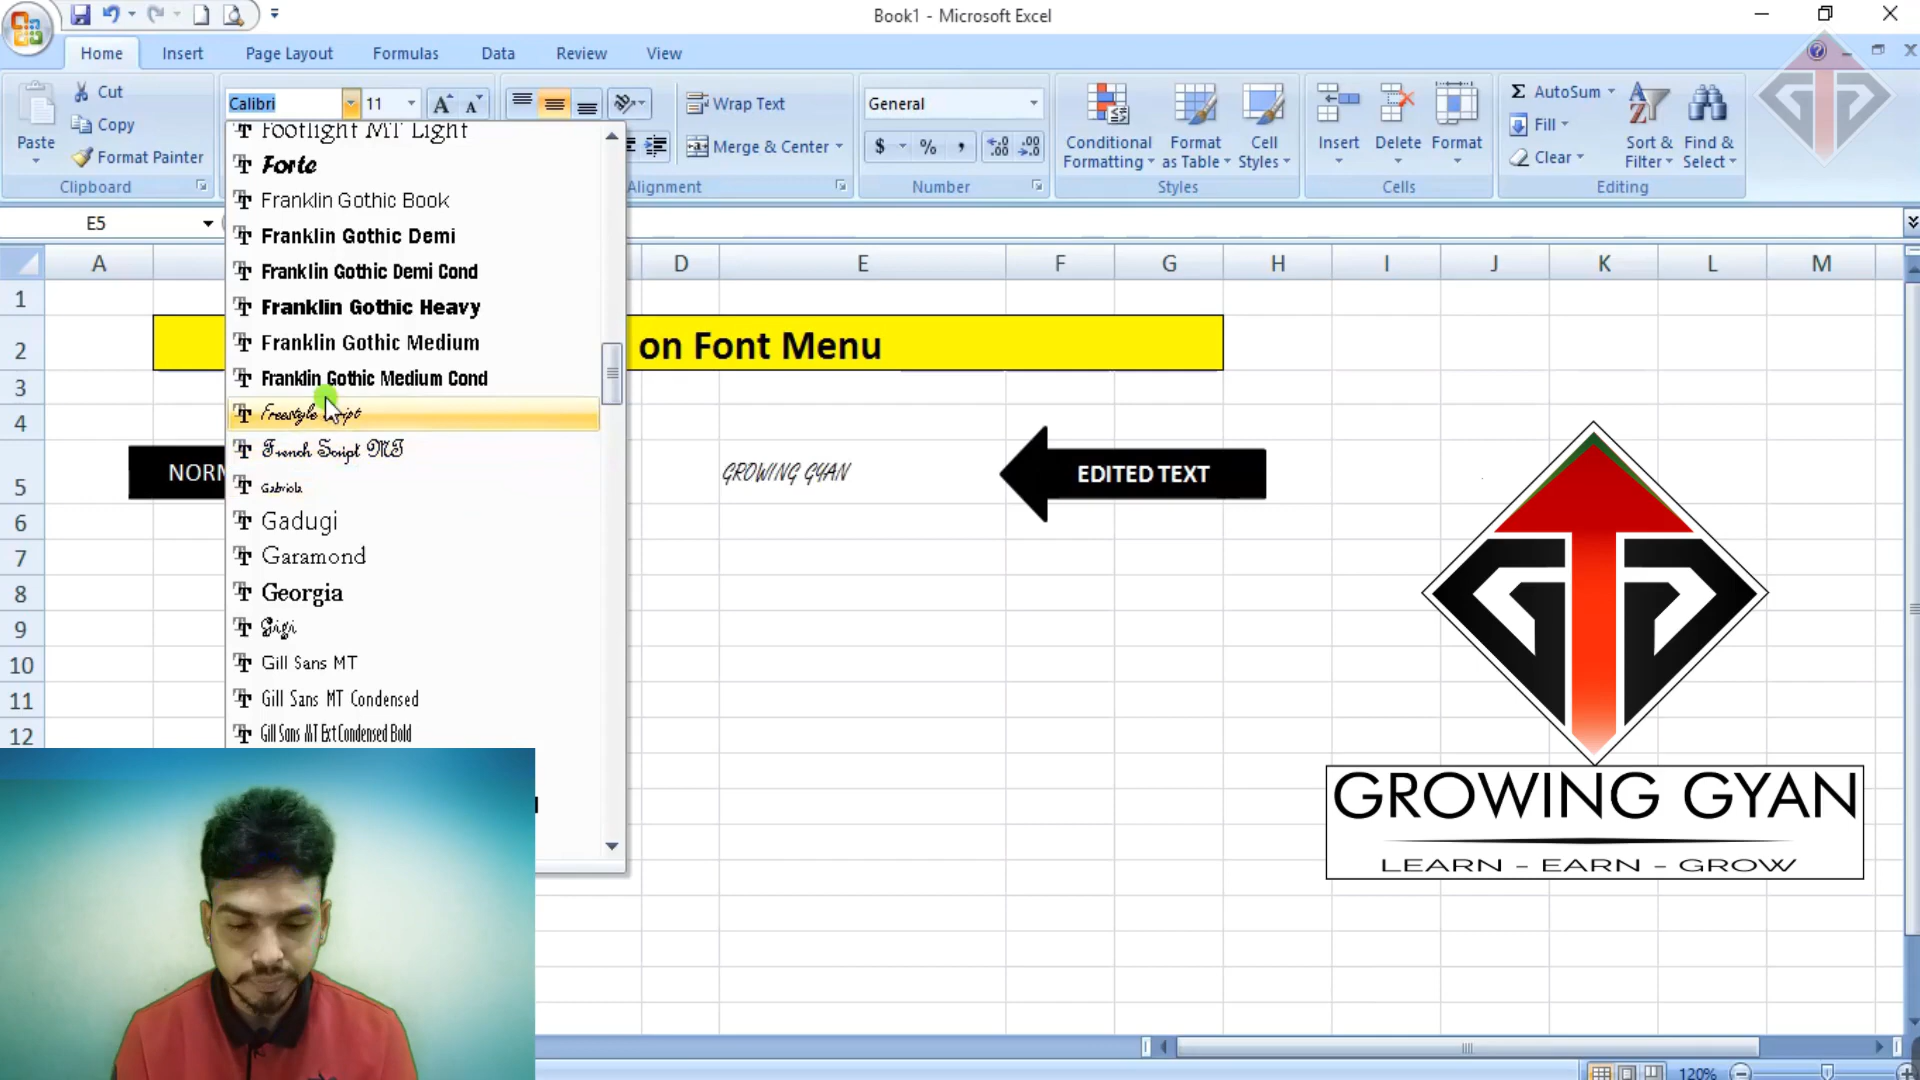 Book1 - Microsoft Excel
Home Insert Page Layout Formulas Data Review View
Paste
Cut
Copy
Format Painter
Clipboard
Calibri 11
Wrap Text
Merge & Center
Alignment
General
$ % ,
Number
Conditional Formatting
Format as Table
Cell Styles
Styles
Insert Delete Format
Cells
Σ AutoSum
Fill
Clear
Sort & Filter
Find & Select
Editing
E5
A D E F G H I J K L M
1
2
3
4
5
6
7
8
9
10
11
12
Footlight MT Light
Forte
Franklin Gothic Book
Franklin Gothic Demi
Franklin Gothic Demi Cond
Franklin Gothic Heavy
Franklin Gothic Medium
Franklin Gothic Medium Cond
Freestyle Script
French Script MT
Gabriola
Gadugi
Garamond
Georgia
Gigi
Gill Sans MT
Gill Sans MT Condensed
Gill Sans MT Ext Condensed Bold
on Font Menu
NORM
GROWING GYAN
EDITED TEXT
GROWING GYAN
LEARN - EARN - GROW
120%